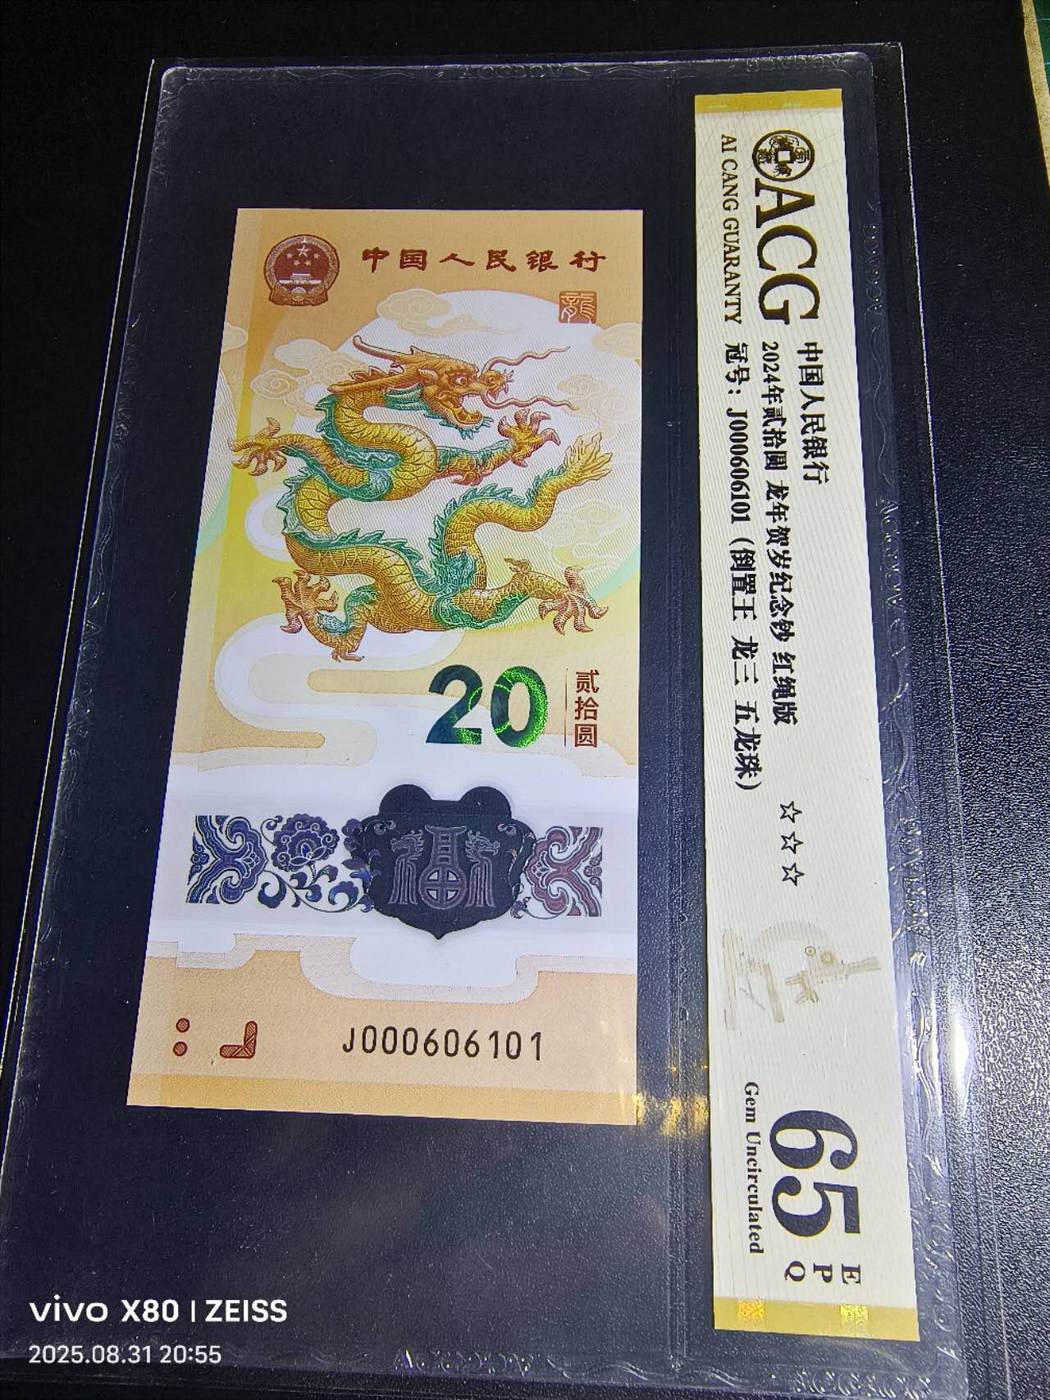 中国人民银行
龍
20
贰拾圆
J000606101
ACG
AI CANG GUARANTY
中国人民银行
2024年贰拾圆 龙年贺岁纪念钞 红绳版
冠号：J000606101（倒置王 龙三 五龙珠）
☆☆☆
65 EPQ
Gem Uncirculated
vivo X80 | ZEISS
2025.08.31 20:55